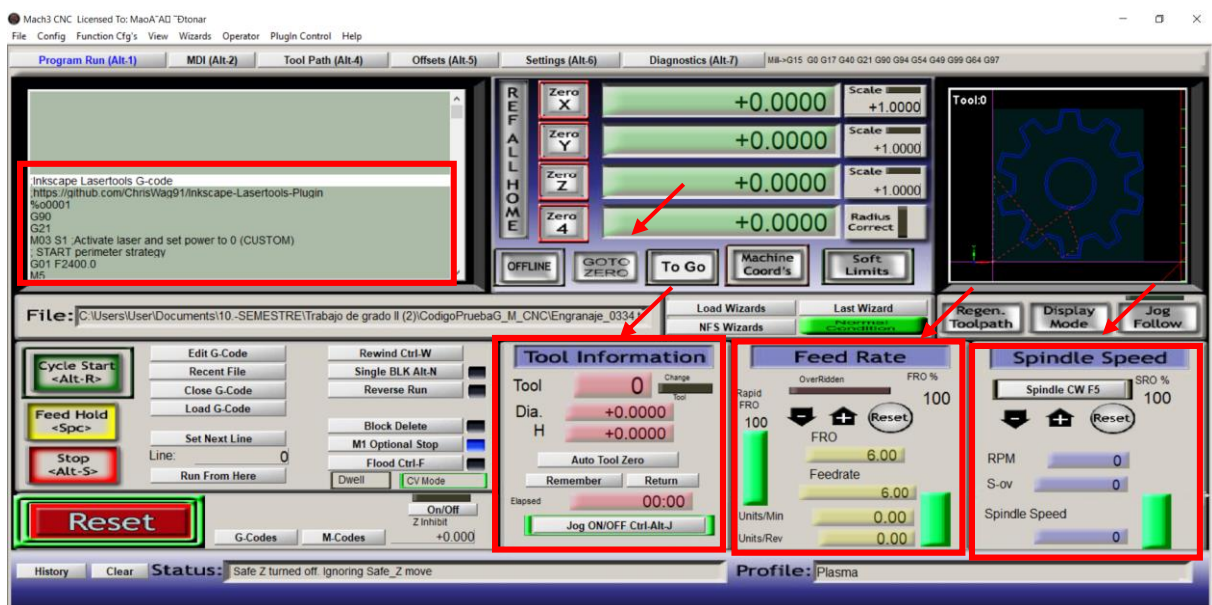 Mach3 CNC Licensed To:
File Config Function Cfg's View Wizards Operator PlugIn Control Help
Program Run (Alt-1) MDI (Alt-2) Tool Path (Alt-4) Offsets (Alt-5) Settings (Alt-6) Diagnostics (Alt-7) Mill->G15 G0 G17 G40 G21 G90 G94 G54 G49 G99 G64 G97
;Inkscape Lasertools G-code
;https://github.com/ChrisWag91/Inkscape-Lasertools-Plugin
%o0001
G90
G21
M03 S1 ;Activate laser and set power to 0 (CUSTOM)
; START perimeter strategy
G01 F2400.0
M5
REF ALL HOME
Zero X +0.0000 Scale +1.0000
Zero Y +0.0000 Scale +1.0000
Zero Z +0.0000 Scale +1.0000
Zero 4 +0.0000 Radius Correct
OFFLINE GOTO ZERO To Go Machine Coord's Soft Limits
Tool:0
File: C:\Users\User\Documents\10.-SEMESTRE\Trabajo de grado II (2)\CodigoPruebaG_M_CNC\Engranaje_0334.t
Load Wizards Last Wizard
NFS Wizards Normal Condition
Regen. Toolpath Display Mode Jog Follow
Cycle Start <Alt-R>
Feed Hold <Spc>
Stop <Alt-S>
Edit G-Code Rewind Ctrl-W
Recent File Single BLK Alt-N
Close G-Code Reverse Run
Load G-Code
Block Delete
Set Next Line M1 Optional Stop
Line: 0 Flood Ctrl-F
Run From Here Dwell CV Mode
Reset
On/Off
Z Inhibit
G-Codes M-Codes +0.000
Tool Information
Tool 0 Change Tool
Dia. +0.0000
H +0.0000
Auto Tool Zero
Remember Return
Elapsed 00:00
Jog ON/OFF Ctrl-Alt-J
Feed Rate
OverRidden FRO %
Rapid FRO 100
100
Reset
FRO
6.00
Feedrate
6.00
Units/Min 0.00
Units/Rev 0.00
Spindle Speed
Spindle CW F5 SRO %
100
Reset
RPM 0
S-ov 0
Spindle Speed
0
History Clear Status: Safe Z turned off. Ignoring Safe_Z move Profile: Plasma